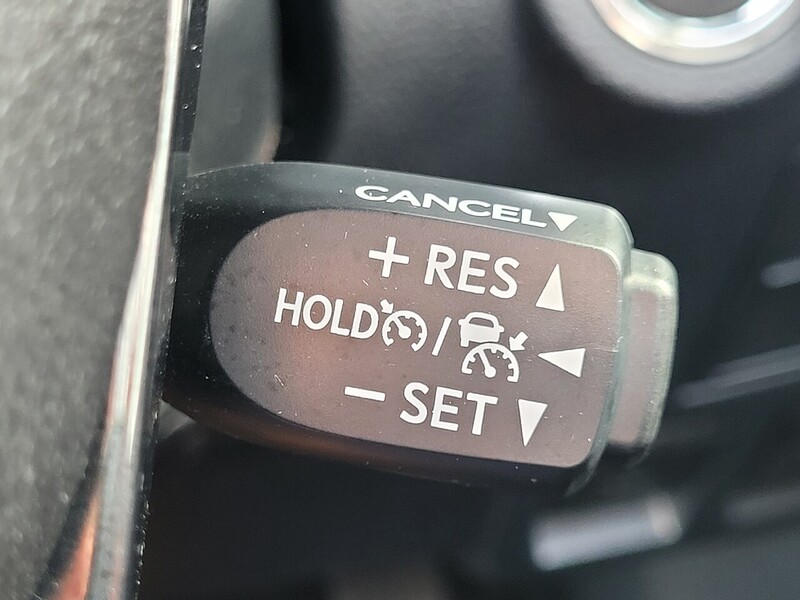 CANCEL▼
+ RES ▲
HOLD / ◀
− SET ▼